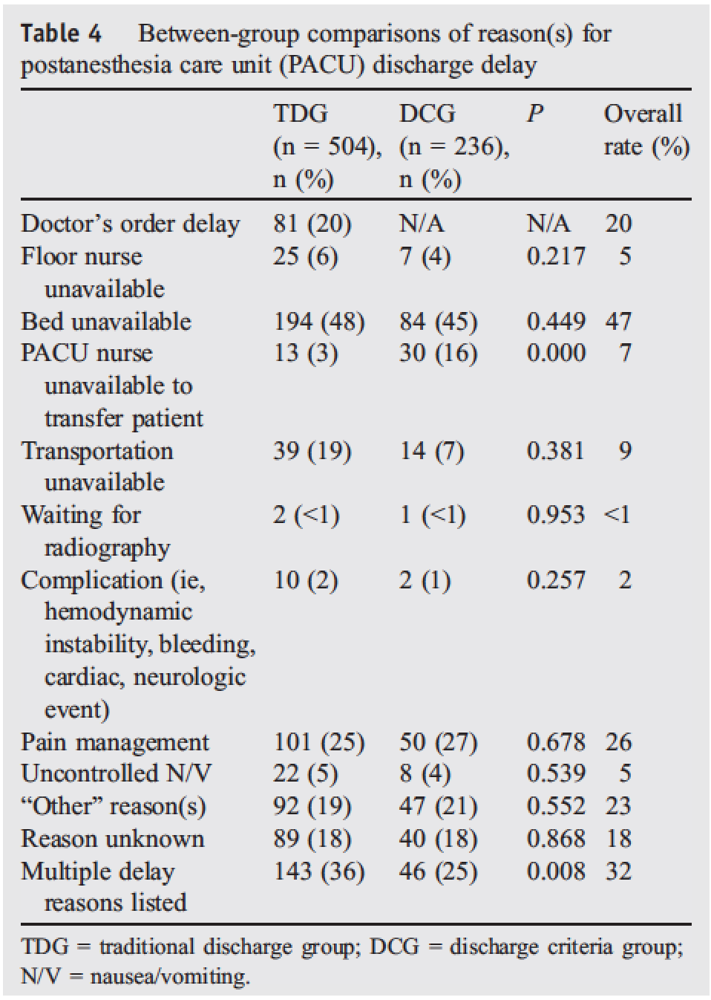 Table 4 Between-group comparisons of reason(s) for
postanesthesia care unit (PACU) discharge delay
TDG DCG P Overall
(n = 504), (n = 236), rate (%)
n (%) n (%)
Doctor’s order delay 81 (20) N/A N/A 20
Floor nurse 25 (6) 7 (4) 0.217 5
unavailable
Bed unavailable 194 (48) 84 (45) 0.449 47
PACU nurse 13 (3) 30 (16) 0.000 7
unavailable to
transfer patient
Transportation 39 (19) 14 (7) 0.381 9
unavailable
Waiting for 2 (<1) 1 (<1) 0.953 <1
radiography
Complication (ie, 10 (2) 2 (1) 0.257 2
hemodynamic
instability, bleeding,
cardiac, neurologic
event)
Pain management 101 (25) 50 (27) 0.678 26
Uncontrolled N/V 22 (5) 8 (4) 0.539 5
“Other” reason(s) 92 (19) 47 (21) 0.552 23
Reason unknown 89 (18) 40 (18) 0.868 18
Multiple delay 143 (36) 46 (25) 0.008 32
reasons listed
TDG = traditional discharge group; DCG = discharge criteria group;
N/V = nausea/vomiting.